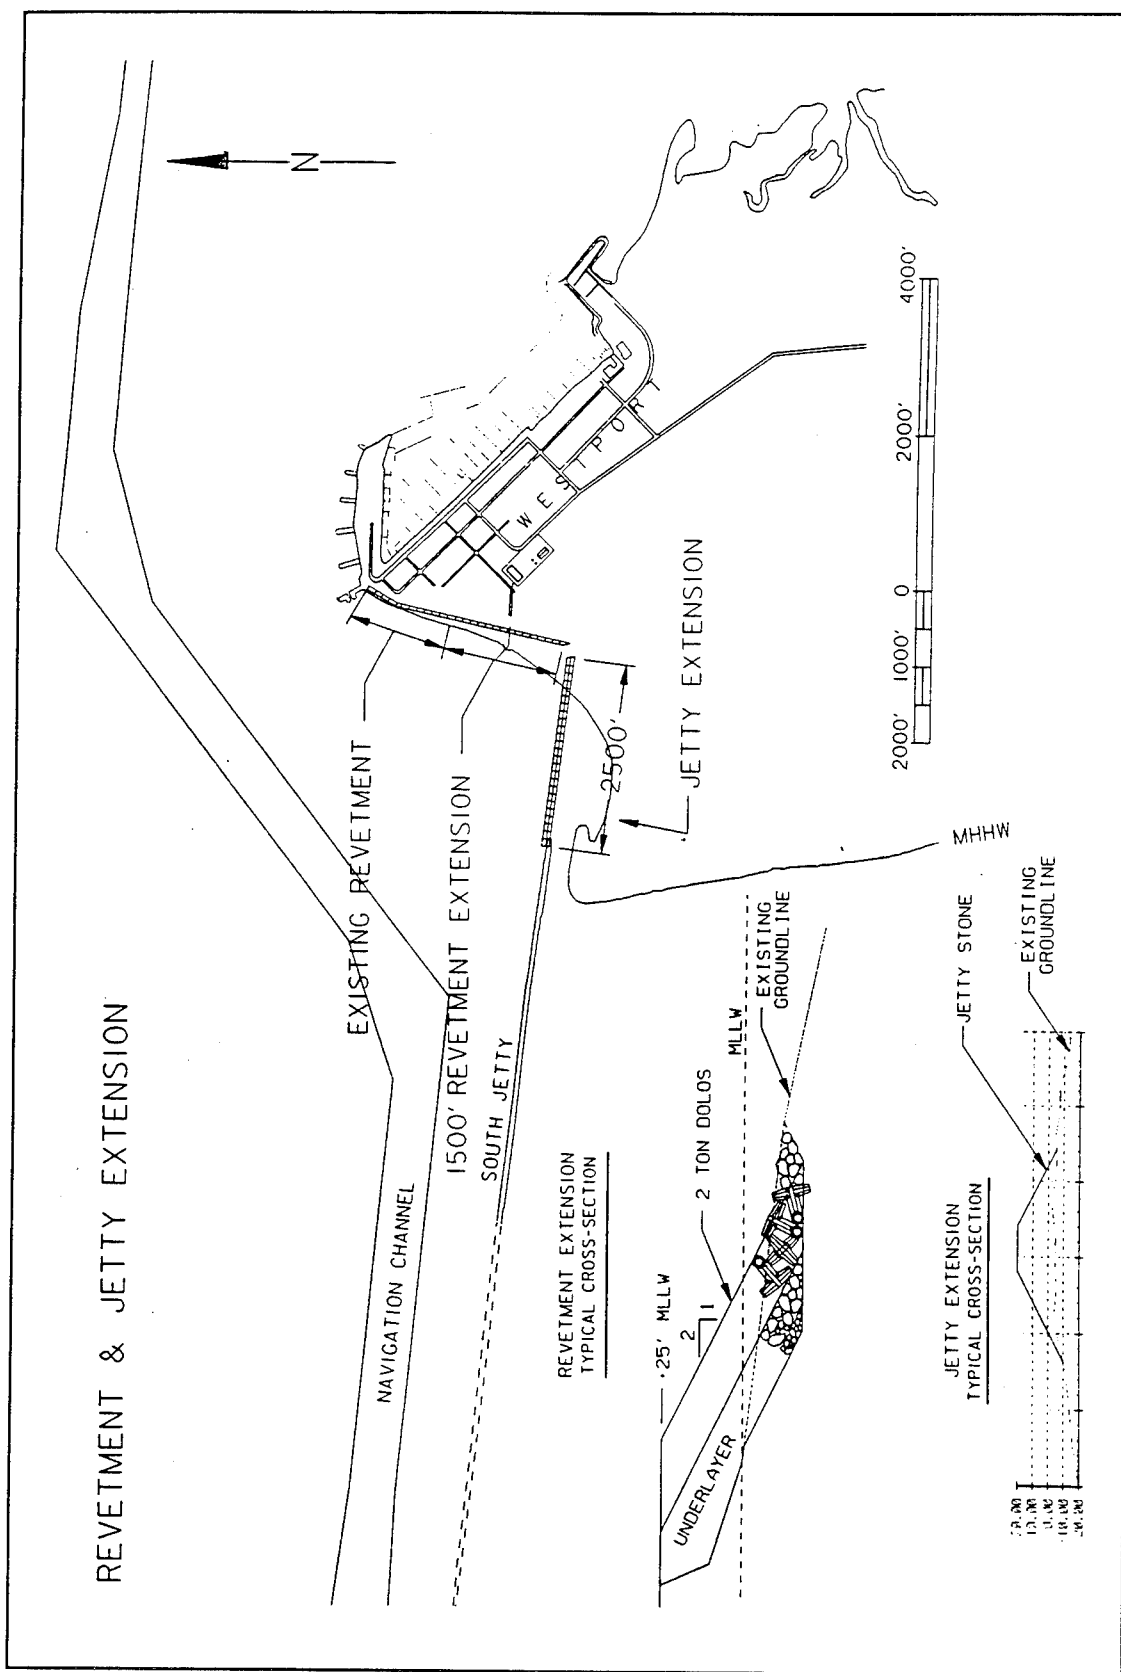 REVETMENT & JETTY EXTENSION
N
NAVIGATION CHANNEL
EXISTING REVETMENT
1500' REVETMENT EXTENSION
SOUTH JETTY
WESTPORT
2500'
JETTY EXTENSION
MHHW
2000' 1000' 0 2000' 4000'
REVETMENT EXTENSION
TYPICAL CROSS-SECTION
.25' MLLW
2
1
2 TON DOLOS
MLLW
EXISTING
GROUNDLINE
UNDERLAYER
JETTY EXTENSION
TYPICAL CROSS-SECTION
JETTY STONE
EXISTING
GROUNDLINE